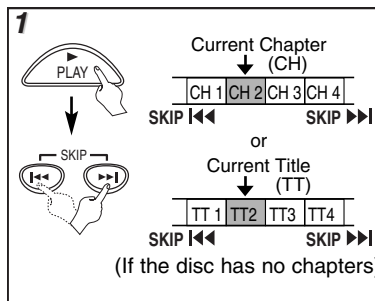 1
PLAY
SKIP
Current Chapter
(CH)
CH 1 CH 2 CH 3 CH 4
SKIP SKIP
or
Current Title
(TT)
TT 1 TT2 TT3 TT4
SKIP SKIP
(If the disc has no chapters)